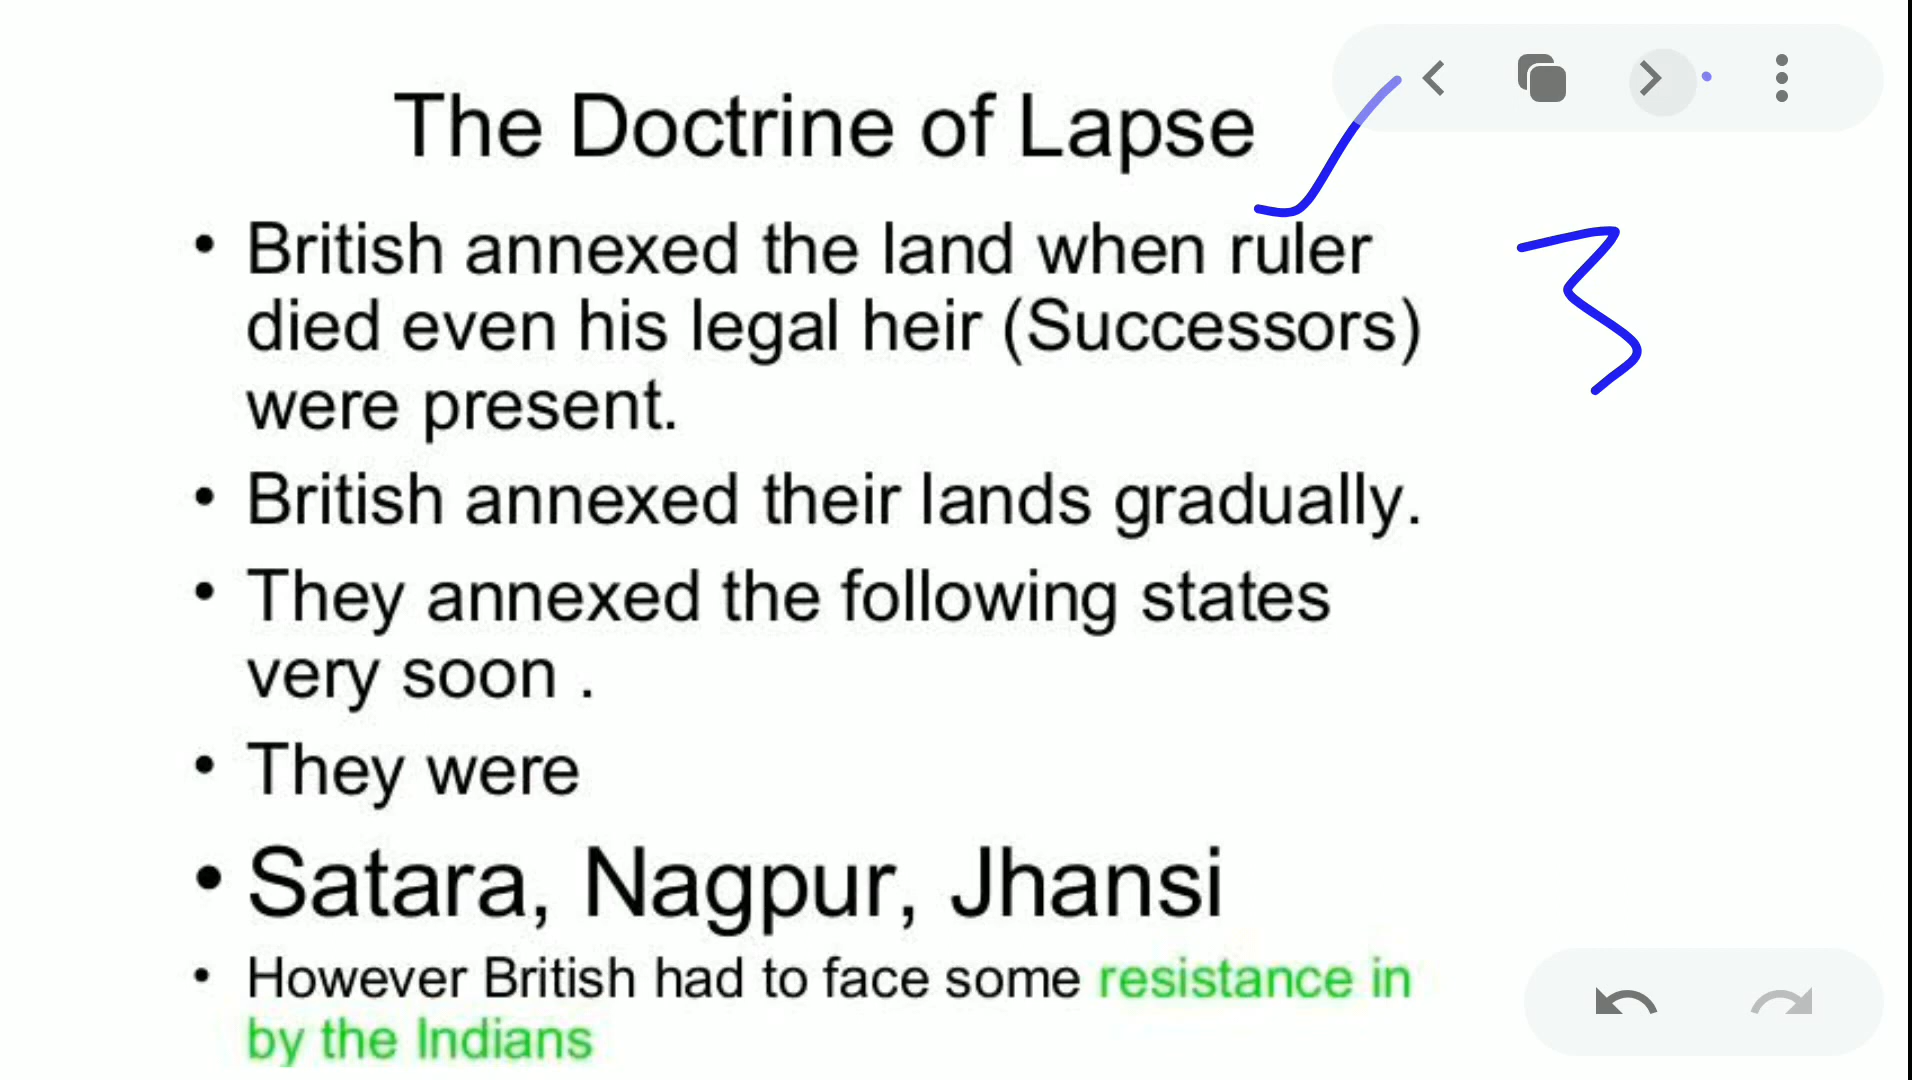 The Doctrine of Lapse
• British annexed the land when ruler
died even his legal heir (Successors)
were present.
• British annexed their lands gradually.
• They annexed the following states
very soon .
• They were
• Satara, Nagpur, Jhansi
• However British had to face some resistance in
by the Indians
3